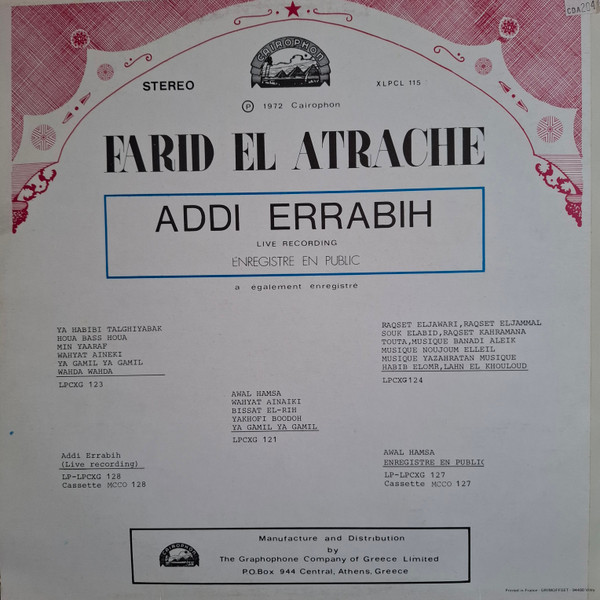 CDA204
CAIROPHON
STEREO
XLPCL 115
Ⓟ 1972 Cairophon
FARID EL ATRACHE
ADDI ERRABIH
LIVE RECORDING
ENREGISTRE EN PUBLIC
a également enregistré
YA HABIBI TALGHIYABAK
HOUA BASS HOUA
MIN YAARAF
WAHYAT AINEKI
YA GAMIL YA GAMIL
WAHDA WAHDA
LPCXG 123
RAQSET ELJAWARI,RAQSET ELJAMMAL
SOUK ELABID,RAQSET KAHRAMANA
TOUTA,MUSIQUE BANADI ALEIK
MUSIQUE NOUJOUM ELLEIL
MUSIQUE YAZAHRATAN MUSIQUE
HABIB ELOMR,LAHN EL KHOULOUD
LPCXG124
AWAL HAMSA
WAHYAT AINAIKI
BISSAT EL-RIH
YAKHOFI BOODOH
YA GAMIL YA GAMIL
LPCXG 121
Addi Errabih
(Live recording)
LP-LPCXG 128
Cassette MCCO 128
AWAL HAMSA
ENREGISTRE EN PUBLIC
LP-LPCXG 127
Cassette MCCO 127
CAIROPHON
Manufacture and Distribution
by
The Graphophone Company of Greece Limited
P.O.Box 944 Central, Athens, Greece
Printed in France